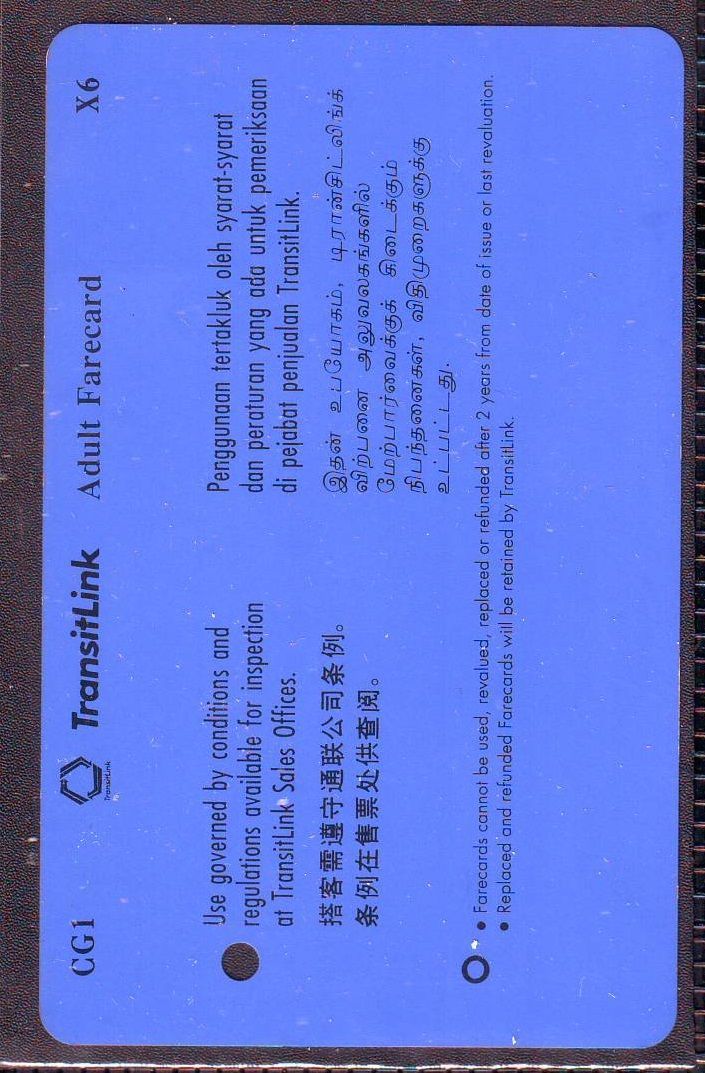 CG1 TransitLink TransitLink Adult Farecard X6
Use governed by conditions and
regulations available for inspection
at TransitLink Sales Offices.
搭客需遵守通联公司条例。
条例在售票处供查阅。
Penggunaan tertakluk oleh syarat-syarat
dan peraturan yang ada untuk pemeriksaan
di pejabat penjualan TransitLink.
இதன் உபயோகம், டிரான்சிட்லிங்க்
விற்பனை அலுவலகங்களில்
மேற்பார்வைக்குக் கிடைக்கும்
நிபந்தனைகள், விதிமுறைகளுக்கு
உட்பட்டது.
• Farecards cannot be used, revalued, replaced or refunded after 2 years from date of issue or last revaluation.
• Replaced and refunded Farecards will be retained by TransitLink.